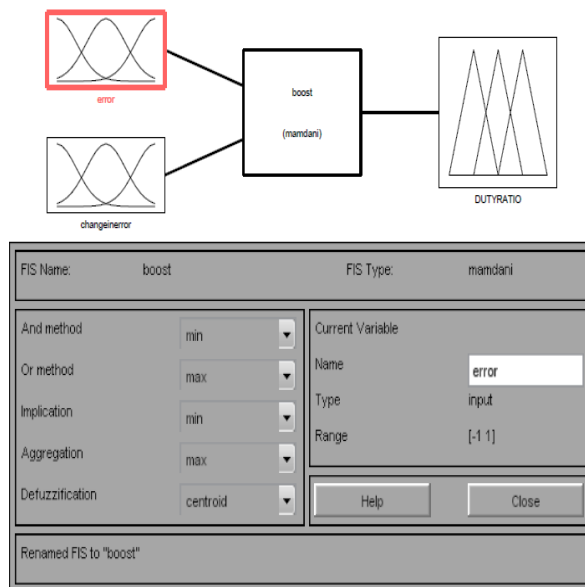 error
boost
(mamdani)
changeinerror
DUTYRATIO
FIS Name: boost FIS Type: mamdani
And method min
Or method max
Implication min
Aggregation max
Defuzzification centroid
Current Variable
Name error
Type input
Range [-1 1]
Help Close
Renamed FIS to "boost"